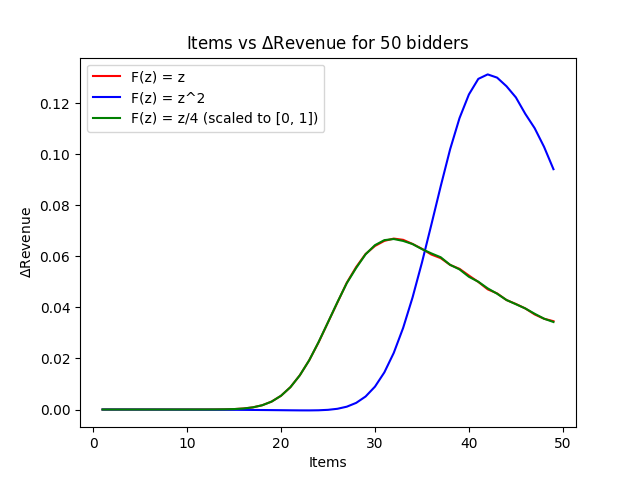 Items vs ΔRevenue for 50 bidders
F(z) = z
F(z) = z^2
F(z) = z/4 (scaled to [0, 1])
ΔRevenue
0.12
0.10
0.08
0.06
0.04
0.02
0.00
0 10 20 30 40 50
Items